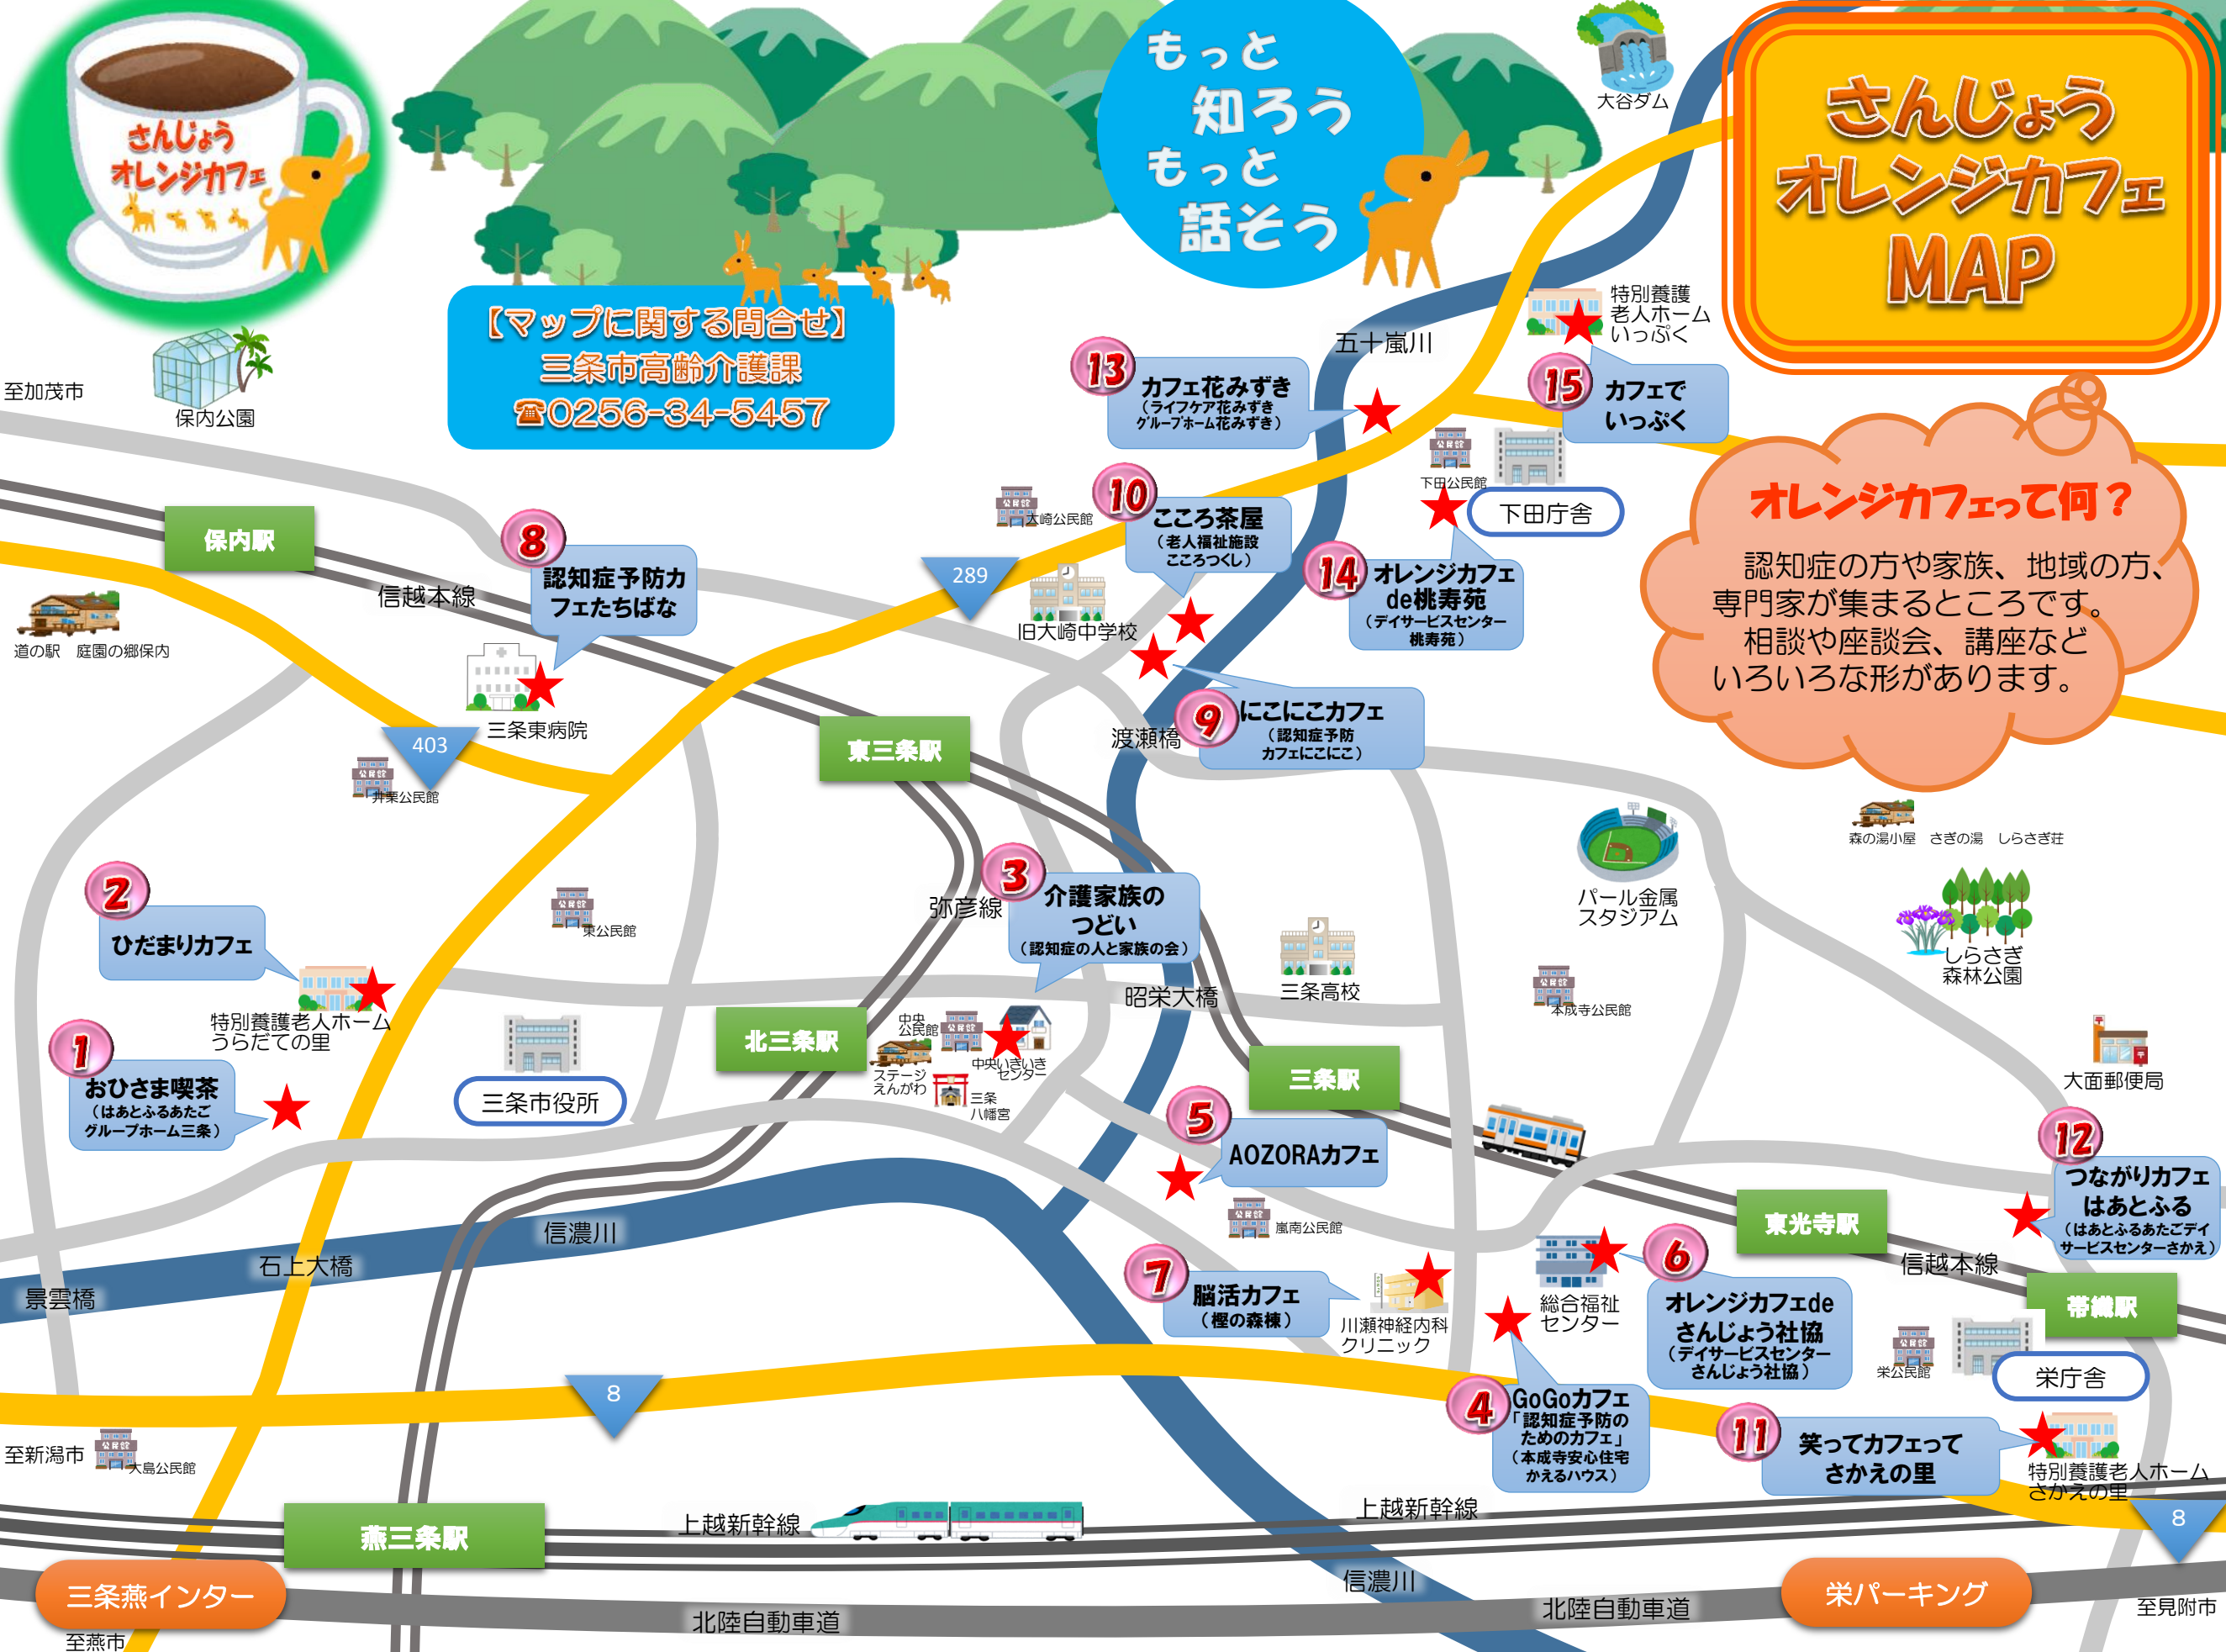 さんじょう
オレンジカフェ
もっと
知ろう
もっと
話そう
大谷ダム
さんじょう
オレンジカフェ
MAP
【マップに関する問合せ】
三条市高齢介護課
☎0256-34-5457
至加茂市
保内公園
五十嵐川
特別養護
老人ホーム
いっぷく
13
カフェ花みずき
(ライフケア花みずき
グループホーム花みずき)
15
カフェで
いっぷく
公民館
下田公民館
下田庁舎
オレンジカフェって何?
認知症の方や家族、地域の方、
専門家が集まるところです。
相談や座談会、講座など
いろいろな形があります。
保内駅
信越本線
8
認知症予防カ
フェたちばな
公民館
大崎公民館
10
こころ茶屋
(老人福祉施設
こころつくし)
289
旧大崎中学校
14
オレンジカフェ
de桃寿苑
(デイサービスセンター
桃寿苑)
道の駅 庭園の郷保内
三条東病院
403
公民館
井栗公民館
東三条駅
渡瀬橋
9
にこにこカフェ
(認知症予防
カフェにこにこ)
森の湯小屋 さぎの湯 しらさぎ荘
パール金属
スタジアム
しらさぎ
森林公園
2
ひだまりカフェ
特別養護老人ホーム
うらだての里
公民館
東公民館
弥彦線
3
介護家族の
つどい
(認知症の人と家族の会)
昭栄大橋
三条高校
公民館
本成寺公民館
1
おひさま喫茶
(はあとふるあたご
グループホーム三条)
三条市役所
北三条駅
中央
公民館
公民館
ステージ
えんがわ
中央いきいき
センター
三条
八幡宮
三条駅
大面郵便局
5
AOZORAカフェ
公民館
嵐南公民館
12
つながりカフェ
はあとふる
(はあとふるあたごデイ
サービスセンターさかえ)
東光寺駅
信越本線
帯織駅
信濃川
石上大橋
景雲橋
7
脳活カフェ
(樫の森棟)
川瀬神経内科
クリニック
総合福祉
センター
6
オレンジカフェde
さんじょう社協
(デイサービスセンター
さんじょう社協)
公民館
栄公民館
栄庁舎
8
4
GoGoカフェ
「認知症予防の
ためのカフェ」
(本成寺安心住宅
かえるハウス)
11
笑ってカフェって
さかえの里
特別養護老人ホーム
さかえの里
至新潟市
公民館
大島公民館
燕三条駅
上越新幹線
上越新幹線
8
三条燕インター
至燕市
北陸自動車道
信濃川
北陸自動車道
栄パーキング
至見附市